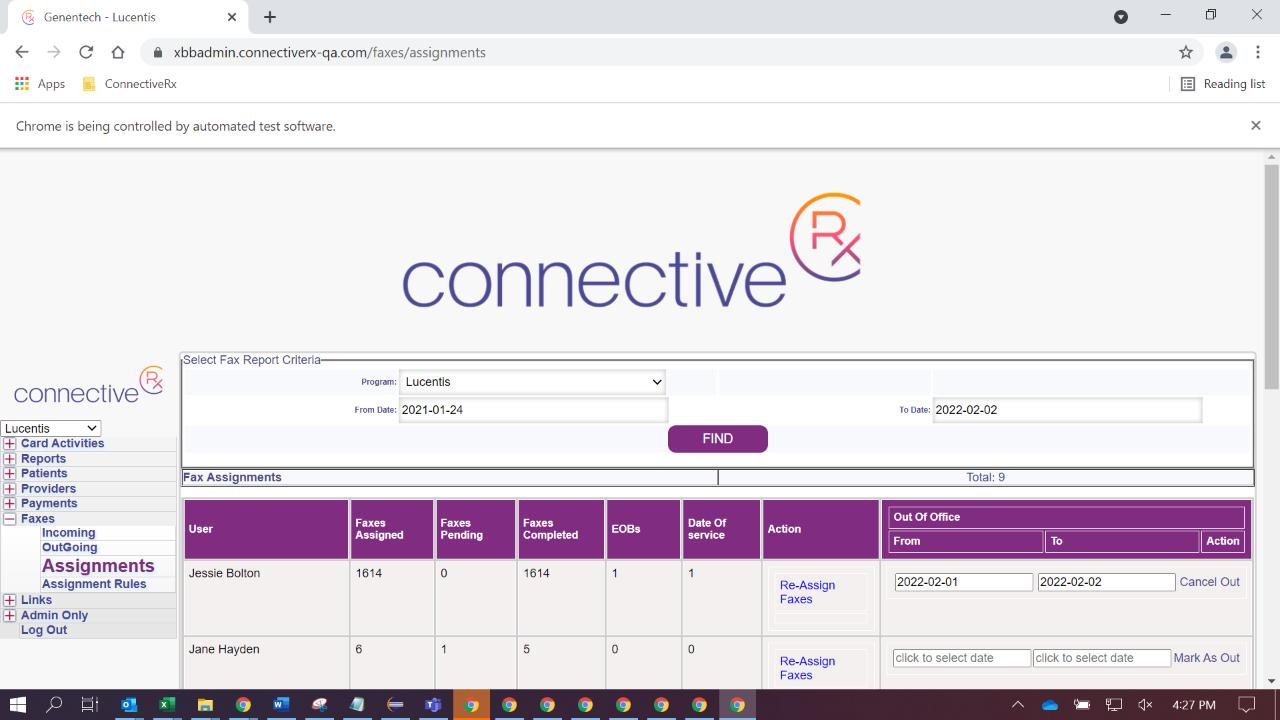 Genentech - Lucentis
xbbadmin.connectiverx-qa.com/faxes/assignments
Apps
ConnectiveRx
Reading list
Chrome is being controlled by automated test software.
connective Rx
connective Rx
Lucentis
Card Activities
Reports
Patients
Providers
Payments
Faxes
Incoming
OutGoing
Assignments
Assignment Rules
Links
Admin Only
Log Out
Select Fax Report Criteria
Program: Lucentis
From Date: 2021-01-24 To Date: 2022-02-02
FIND
Fax Assignments Total: 9
User Faxes Assigned Faxes Pending Faxes Completed EOBs Date Of service Action Out Of Office
From To Action
Jessie Bolton 1614 0 1614 1 1 Re-Assign Faxes 2022-02-01 2022-02-02 Cancel Out
Jane Hayden 6 1 5 0 0 Re-Assign Faxes click to select date click to select date Mark As Out
4:27 PM